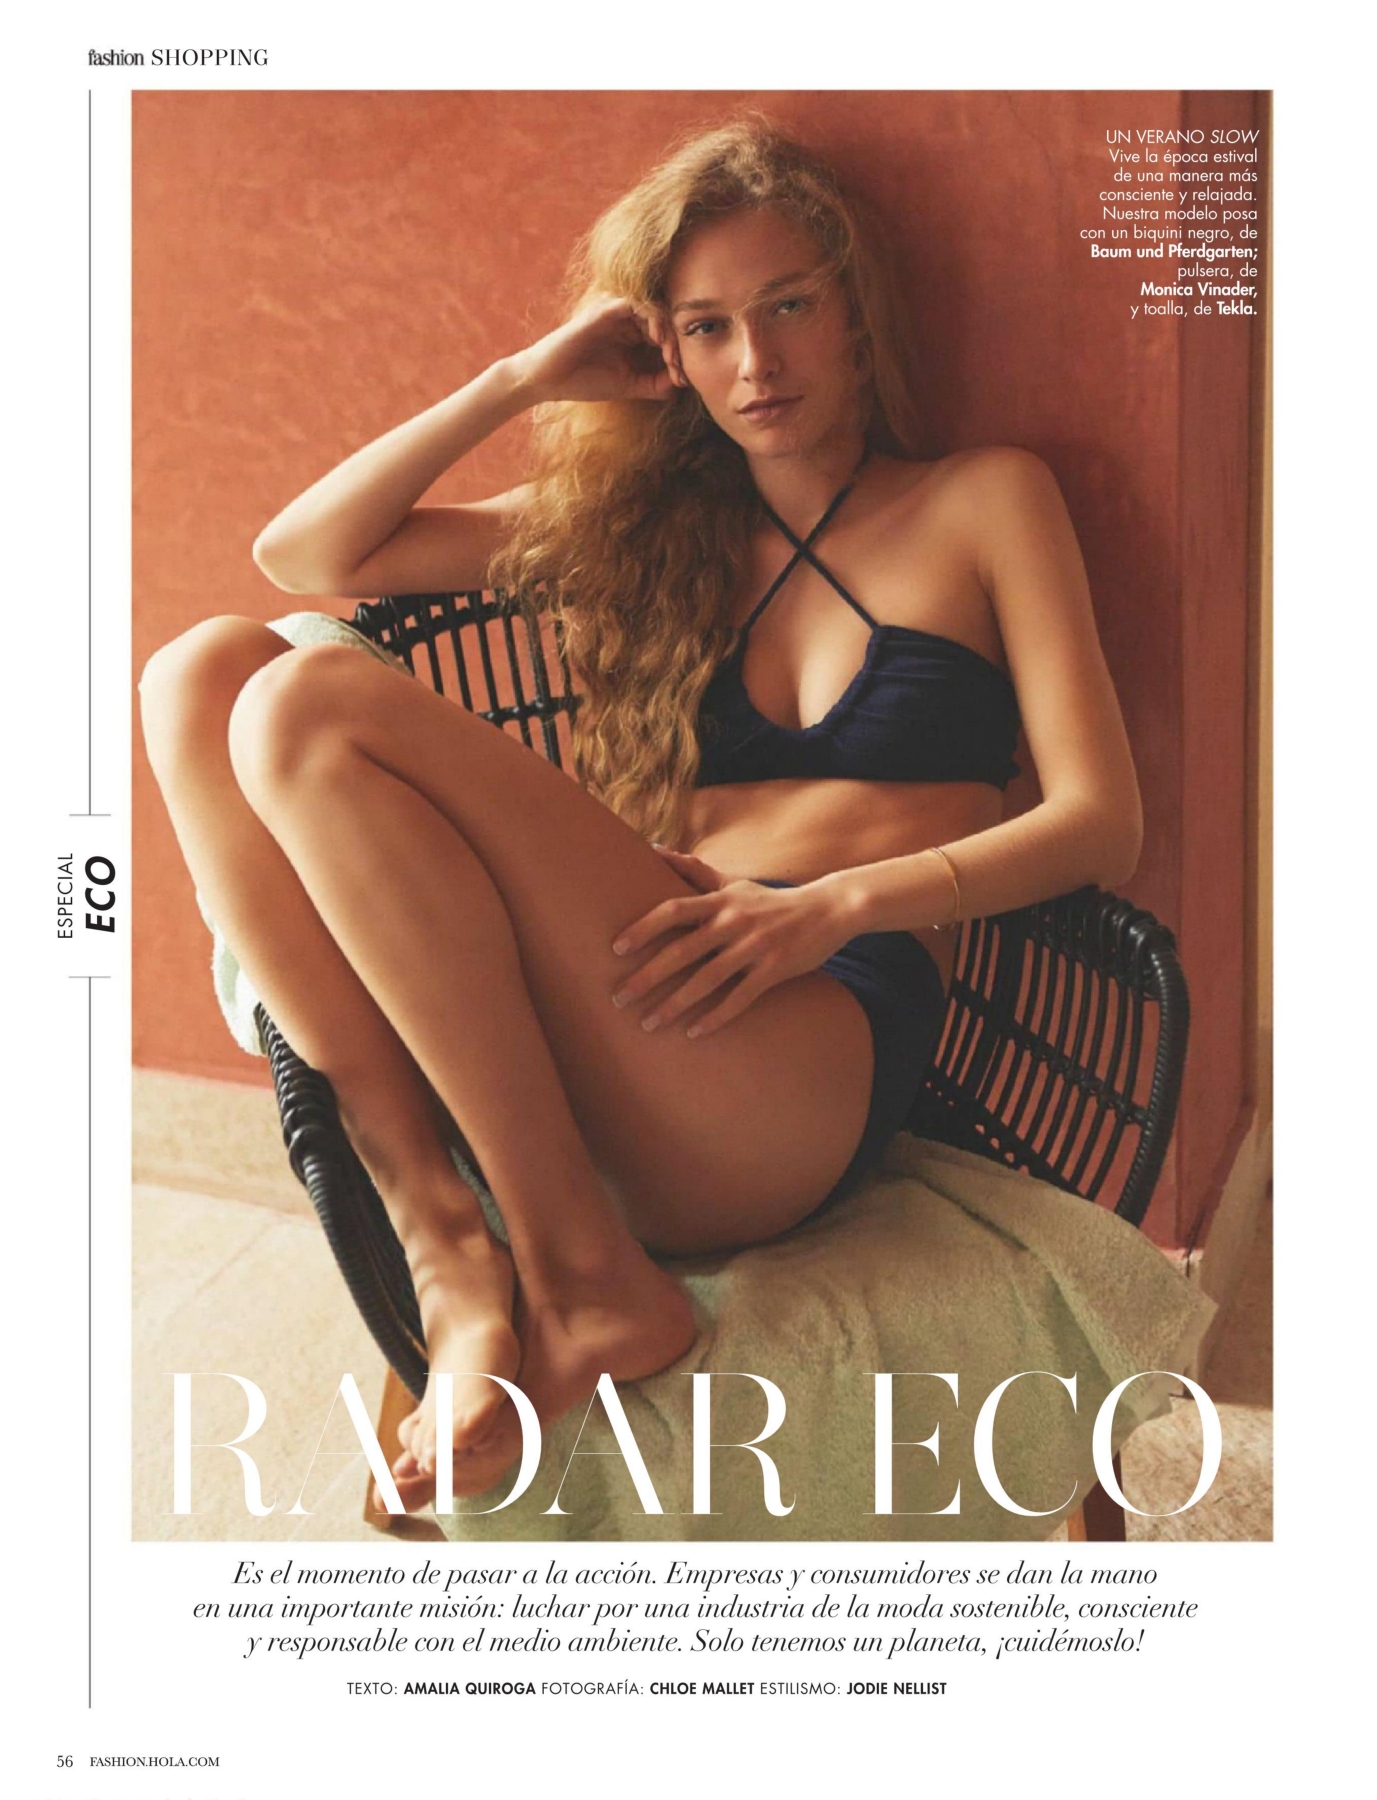 fashion SHOPPING
UN VERANO SLOW
Vive la época estival
de una manera más
consciente y relajada.
Nuestra modelo posa
con un biquini negro, de
Baum und Pferdgarten;
pulsera, de
Monica Vinader,
y toalla, de Tekla.
ESPECIAL
ECO
RADAR ECO
Es el momento de pasar a la acción. Empresas y consumidores se dan la mano
en una importante misión: luchar por una industria de la moda sostenible, consciente
y responsable con el medio ambiente. Solo tenemos un planeta, ¡cuidémoslo!
TEXTO: AMALIA QUIROGA FOTOGRAFÍA: CHLOE MALLET ESTILISMO: JODIE NELLIST
56 FASHION.HOLA.COM